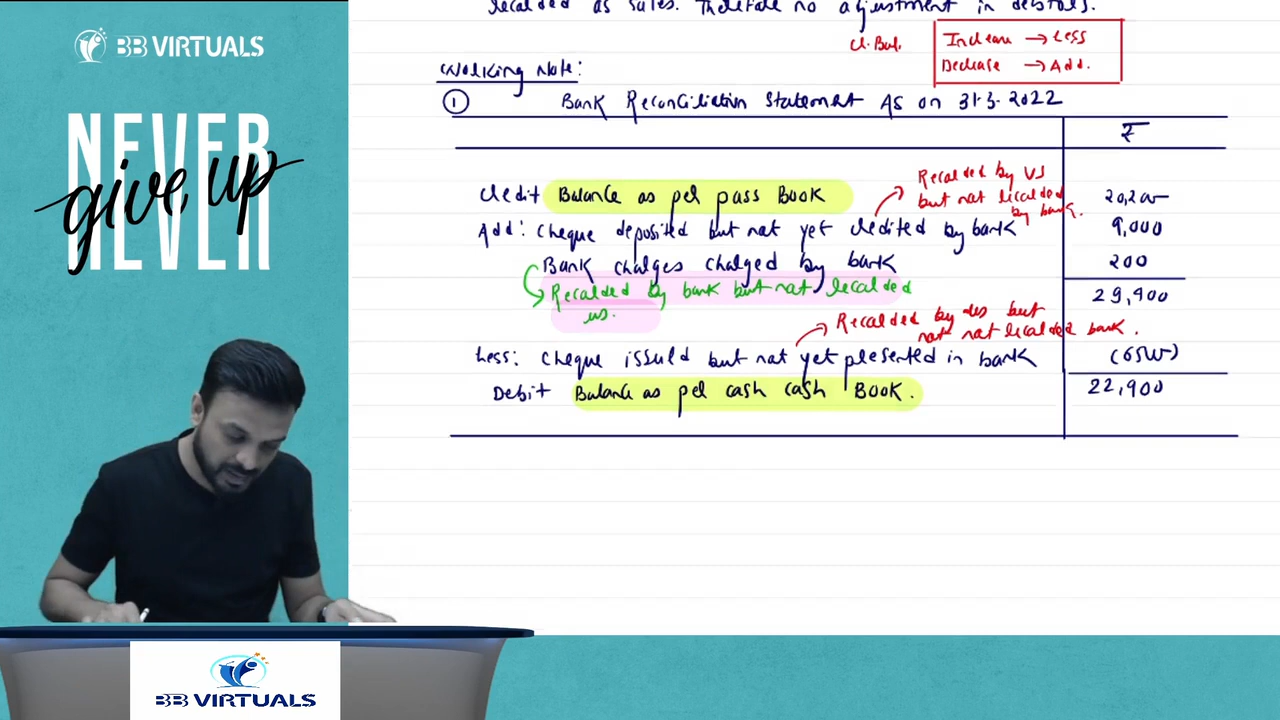 BB VIRTUALS
NEVER
give up
NEVER
recorded as sales. Therefore no adjustment in debtors.
Cl. Bal.
Increase → Less
Decrease → Add.
Working Note:
① Bank Reconciliation Statement As on 31.3.2022
₹
Credit Balance as per pass Book 20,200
Recorded by us
but not recorded
by bank.
Add: Cheque deposited but not yet credited by bank 9,000
Bank charges charged by bank 200
Recorded by bank but not recorded
us.
29,400
Recorded by us but
not recorded bank.
Less: Cheque issued but not yet presented in bank (6500)
Debit Balance as per cash cash Book. 22,900
BB VIRTUALS